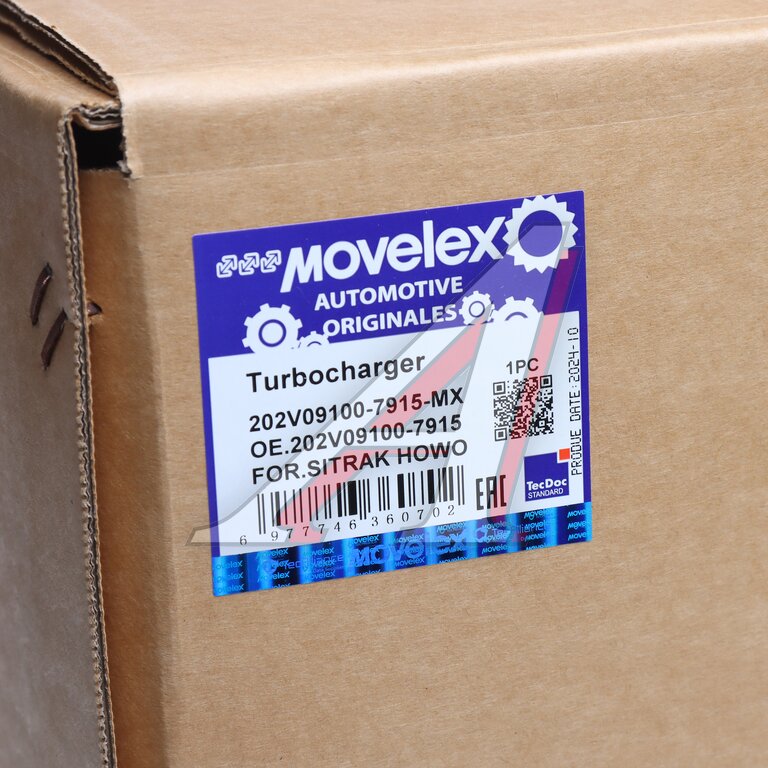 MOVELEX
AUTOMOTIVE
ORIGINALES
Turbocharger
1PC
202V09100-7915-MX
OE.202V09100-7915
FOR.SITRAK HOWO
6 977746 360702
EAC
TecDoc
STANDARD
PRODUE DATE:2024-10
MOVELEX